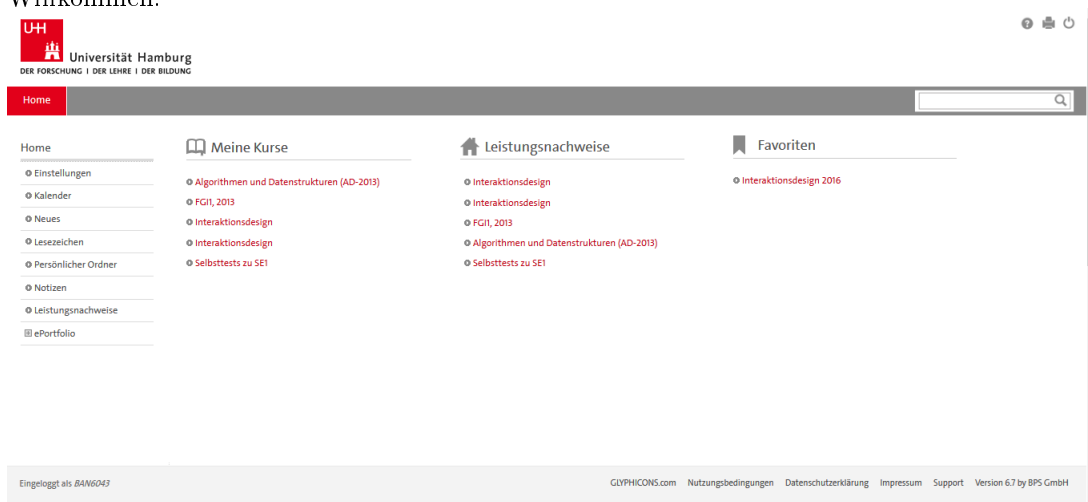 Willkommen.
UHH
Universität Hamburg
DER FORSCHUNG I DER LEHRE I DER BILDUNG
Home
Home
Einstellungen
Kalender
Neues
Lesezeichen
Persönlicher Ordner
Notizen
Leistungsnachweise
ePortfolio
Meine Kurse
Algorithmen und Datenstrukturen (AD-2013)
FGI1, 2013
Interaktionsdesign
Interaktionsdesign
Selbsttests zu SE1
Leistungsnachweise
Interaktionsdesign
Interaktionsdesign
FGI1, 2013
Algorithmen und Datenstrukturen (AD-2013)
Selbsttests zu SE1
Favoriten
Interaktionsdesign 2016
Eingeloggt als BAN6043
GLYPHICONS.com Nutzungsbedingungen Datenschutzerklärung Impressum Support Version 6.7 by BPS GmbH